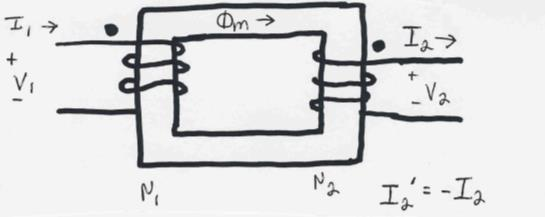 I₁ →
Φm →
I₂ →
+
V₁
-
+
V₂
-
N₁
N₂
I₂' = -I₂